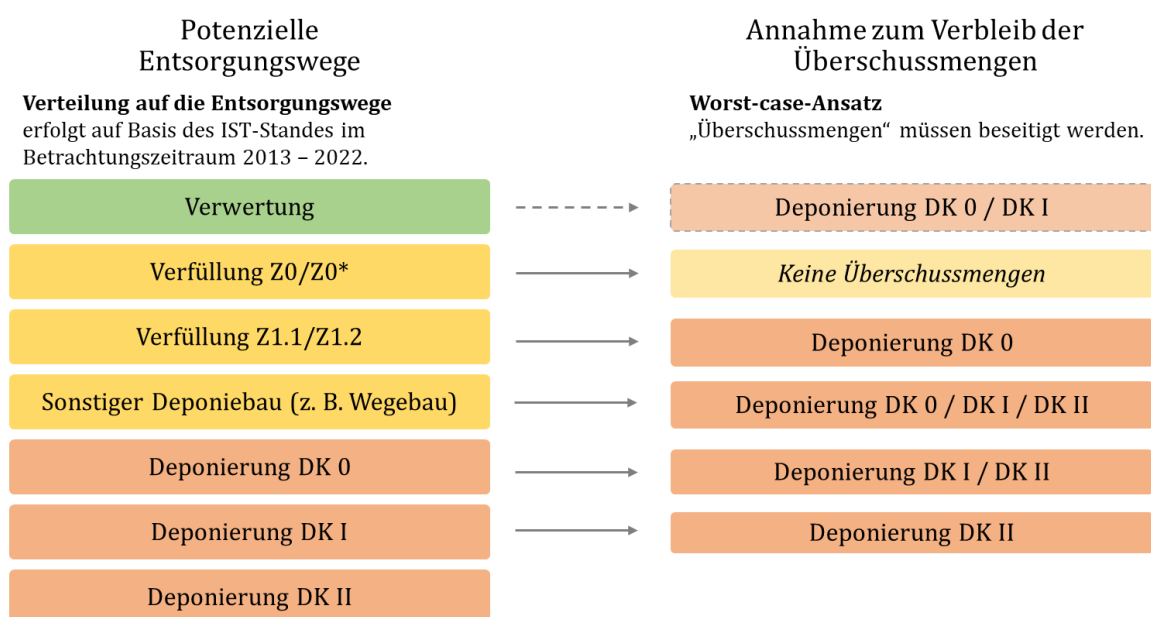 Potenzielle
Entsorgungswege
Verteilung auf die Entsorgungswege
erfolgt auf Basis des IST-Standes im
Betrachtungszeitraum 2013 – 2022.
Verwertung
Verfüllung Z0/Z0*
Verfüllung Z1.1/Z1.2
Sonstiger Deponiebau (z. B. Wegebau)
Deponierung DK 0
Deponierung DK I
Deponierung DK II
Annahme zum Verbleib der
Überschussmengen
Worst-case-Ansatz
„Überschussmengen“ müssen beseitigt werden.
Deponierung DK 0 / DK I
Keine Überschussmengen
Deponierung DK 0
Deponierung DK 0 / DK I / DK II
Deponierung DK I / DK II
Deponierung DK II